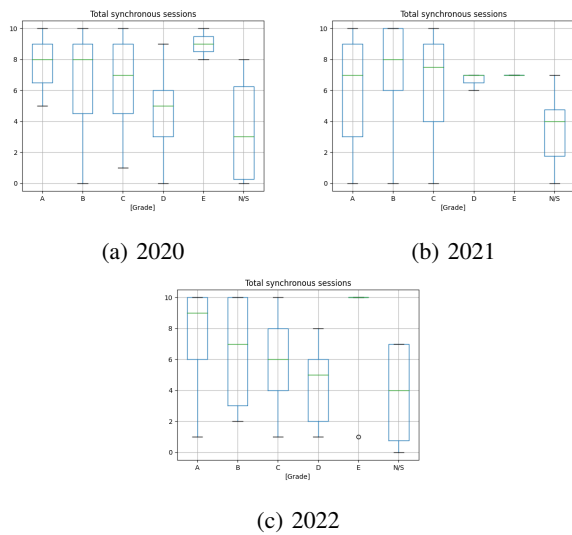 Total synchronous sessions
10
8
6
4
2
0
A B C D E N/S
[Grade]
(a) 2020
Total synchronous sessions
10
8
6
4
2
0
A B C D E N/S
[Grade]
(b) 2021
Total synchronous sessions
10
8
6
4
2
0
A B C D E N/S
[Grade]
(c) 2022